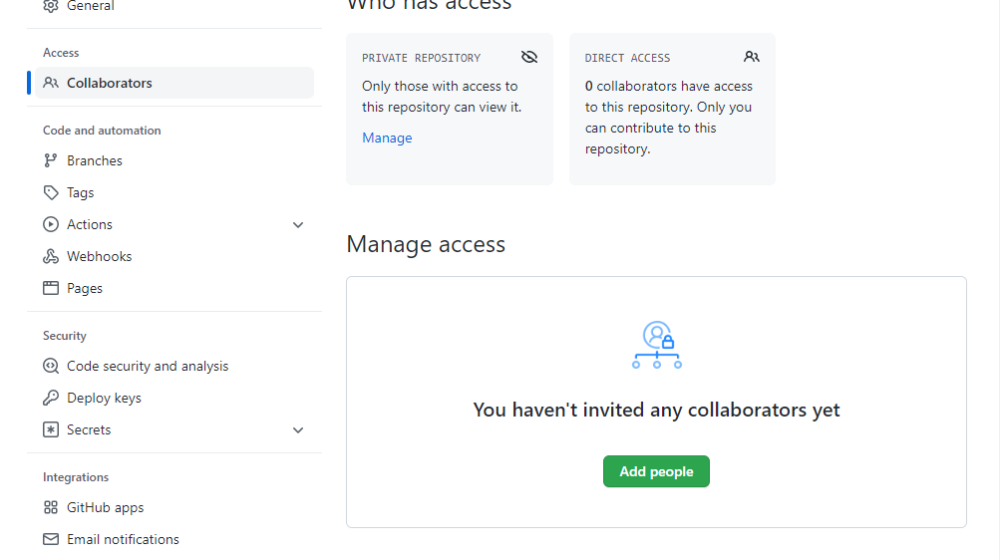 General
Access
Collaborators
Code and automation
Branches
Tags
Actions
Webhooks
Pages
Security
Code security and analysis
Deploy keys
Secrets
Integrations
GitHub apps
Email notifications
Who has access
PRIVATE REPOSITORY
Only those with access to
this repository can view it.
Manage
DIRECT ACCESS
0 collaborators have access
to this repository. Only you
can contribute to this
repository.
Manage access
You haven't invited any collaborators yet
Add people